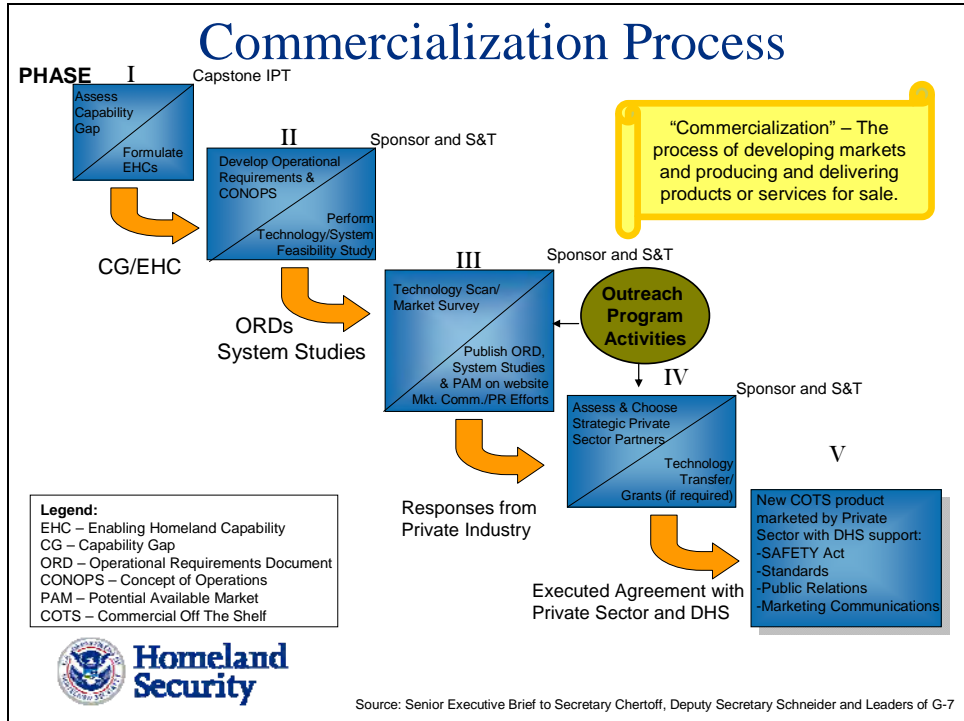 Commercialization Process
PHASE
I
Capstone IPT
Assess
Capability
Gap
Formulate
EHCs
CG/EHC
II
Sponsor and S&T
Develop Operational
Requirements &
CONOPS
Perform
Technology/System
Feasibility Study
ORDs
System Studies
"Commercialization" – The
process of developing markets
and producing and delivering
products or services for sale.
III
Sponsor and S&T
Technology Scan/
Market Survey
Publish ORD,
System Studies
& PAM on website
Mkt. Comm./PR Efforts
Outreach
Program
Activities
Responses from
Private Industry
IV
Sponsor and S&T
Assess & Choose
Strategic Private
Sector Partners
Technology
Transfer/
Grants (if required)
Executed Agreement with
Private Sector and DHS
V
New COTS product
marketed by Private
Sector with DHS support:
-SAFETY Act
-Standards
-Public Relations
-Marketing Communications
Legend:
EHC – Enabling Homeland Capability
CG – Capability Gap
ORD – Operational Requirements Document
CONOPS – Concept of Operations
PAM – Potential Available Market
COTS – Commercial Off The Shelf
Homeland
Security
Source: Senior Executive Brief to Secretary Chertoff, Deputy Secretary Schneider and Leaders of G-7